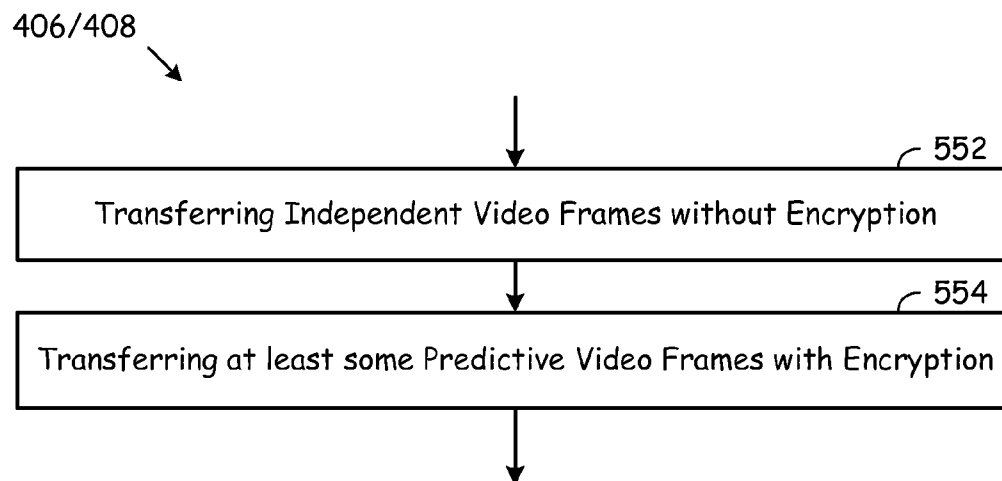 406/408
552
Transferring Independent Video Frames without Encryption
554
Transferring at least some Predictive Video Frames with Encryption